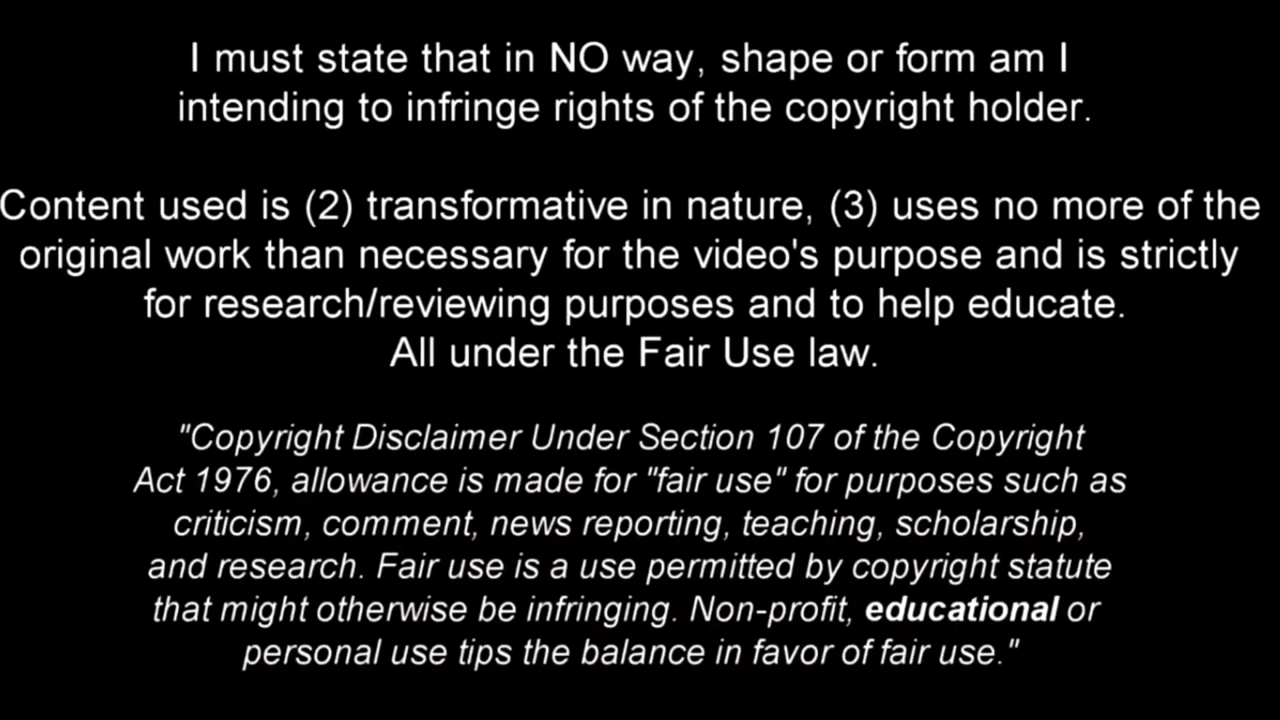 I must state that in NO way, shape or form am I
intending to infringe rights of the copyright holder.
Content used is (2) transformative in nature, (3) uses no more of the
original work than necessary for the video's purpose and is strictly
for research/reviewing purposes and to help educate.
All under the Fair Use law.
"Copyright Disclaimer Under Section 107 of the Copyright
Act 1976, allowance is made for "fair use" for purposes such as
criticism, comment, news reporting, teaching, scholarship,
and research. Fair use is a use permitted by copyright statute
that might otherwise be infringing. Non-profit, educational or
personal use tips the balance in favor of fair use."